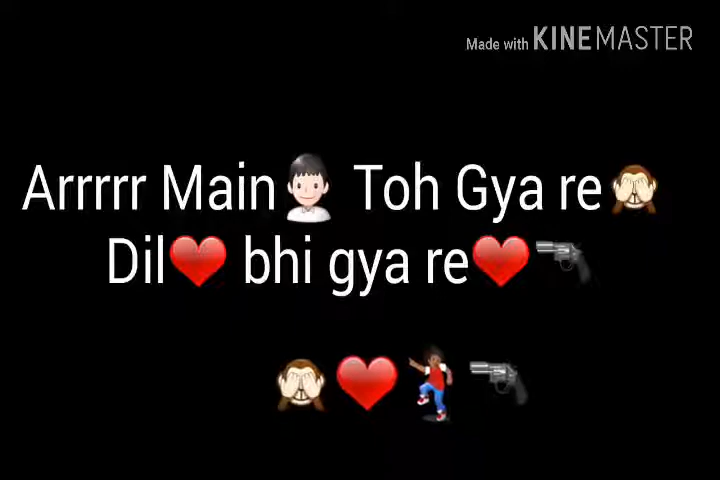 Made with KINEMASTER
Arrrrr Main👦 Toh Gya re🙈
Dil❤️ bhi gya re❤️🔫
🙈❤️🕺🔫